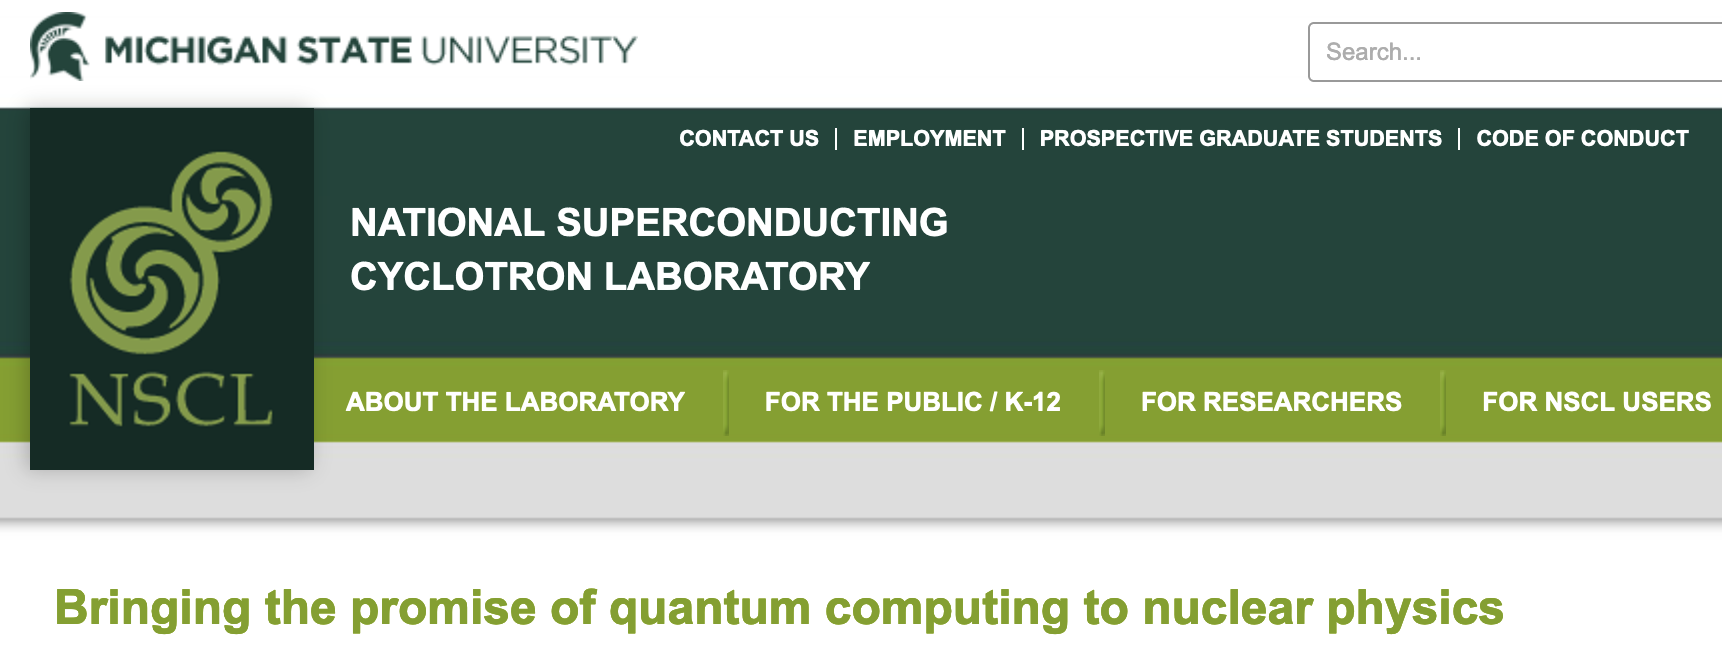 MICHIGAN STATE UNIVERSITY
Search...
CONTACT US | EMPLOYMENT | PROSPECTIVE GRADUATE STUDENTS | CODE OF CONDUCT
NATIONAL SUPERCONDUCTING
CYCLOTRON LABORATORY
NSCL
ABOUT THE LABORATORY
FOR THE PUBLIC / K-12
FOR RESEARCHERS
FOR NSCL USERS
Bringing the promise of quantum computing to nuclear physics